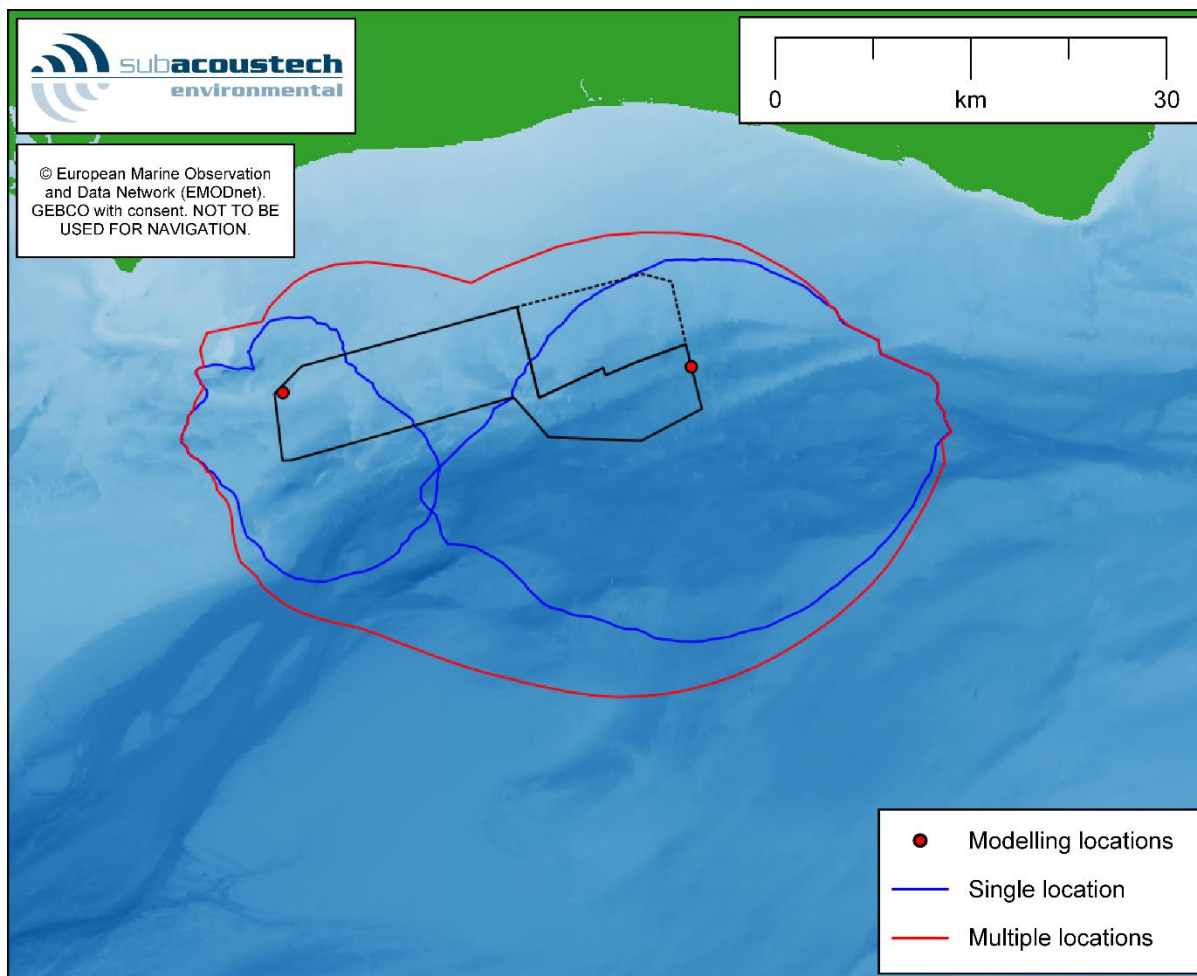 subacoustech
environmental
© European Marine Observation
and Data Network (EMODnet).
GEBCO with consent. NOT TO BE
USED FOR NAVIGATION.
0 km 30
Modelling locations
Single location
Multiple locations